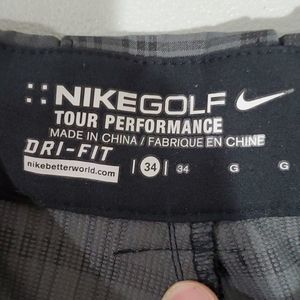 NIKEGOLF
TOUR PERFORMANCE
MADE IN CHINA / FABRIQUE EN CHINE
DRI-FIT
nikebetterworld.com | 34 | 34 G G